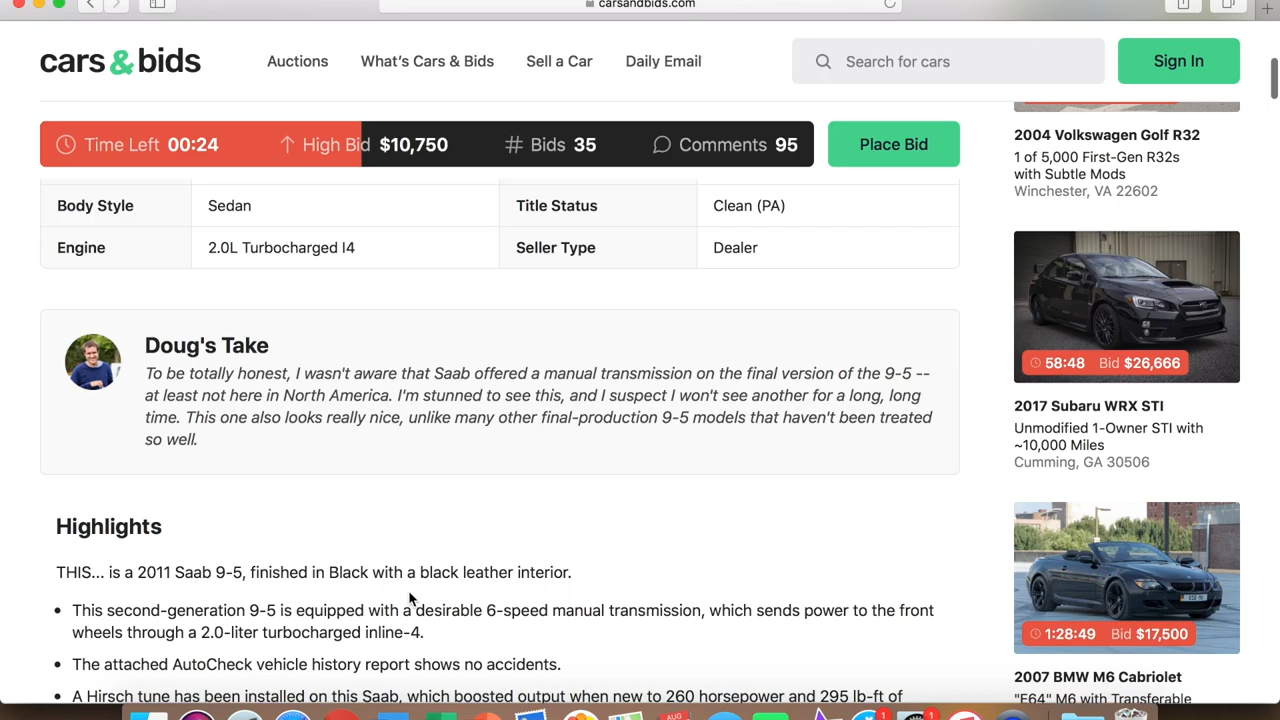 carsandbids.com
cars & bids
Auctions
What's Cars & Bids
Sell a Car
Daily Email
Search for cars
Sign In
Time Left 00:24
High Bid $10,750
Bids 35
Comments 95
Place Bid
Body Style
Sedan
Title Status
Clean (PA)
Engine
2.0L Turbocharged I4
Seller Type
Dealer
Doug's Take
To be totally honest, I wasn't aware that Saab offered a manual transmission on the final version of the 9-5 --
at least not here in North America. I'm stunned to see this, and I suspect I won't see another for a long, long
time. This one also looks really nice, unlike many other final-production 9-5 models that haven't been treated
so well.
Highlights
THIS... is a 2011 Saab 9-5, finished in Black with a black leather interior.
• This second-generation 9-5 is equipped with a desirable 6-speed manual transmission, which sends power to the front
wheels through a 2.0-liter turbocharged inline-4.
• The attached AutoCheck vehicle history report shows no accidents.
• A Hirsch tune has been installed on this Saab, which boosted output when new to 260 horsepower and 295 lb-ft of
2004 Volkswagen Golf R32
1 of 5,000 First-Gen R32s
with Subtle Mods
Winchester, VA 22602
58:48 Bid $26,666
2017 Subaru WRX STI
Unmodified 1-Owner STI with
~10,000 Miles
Cumming, GA 30506
1:28:49 Bid $17,500
2007 BMW M6 Cabriolet
"E64" M6 with Transferable
AUG
1
1